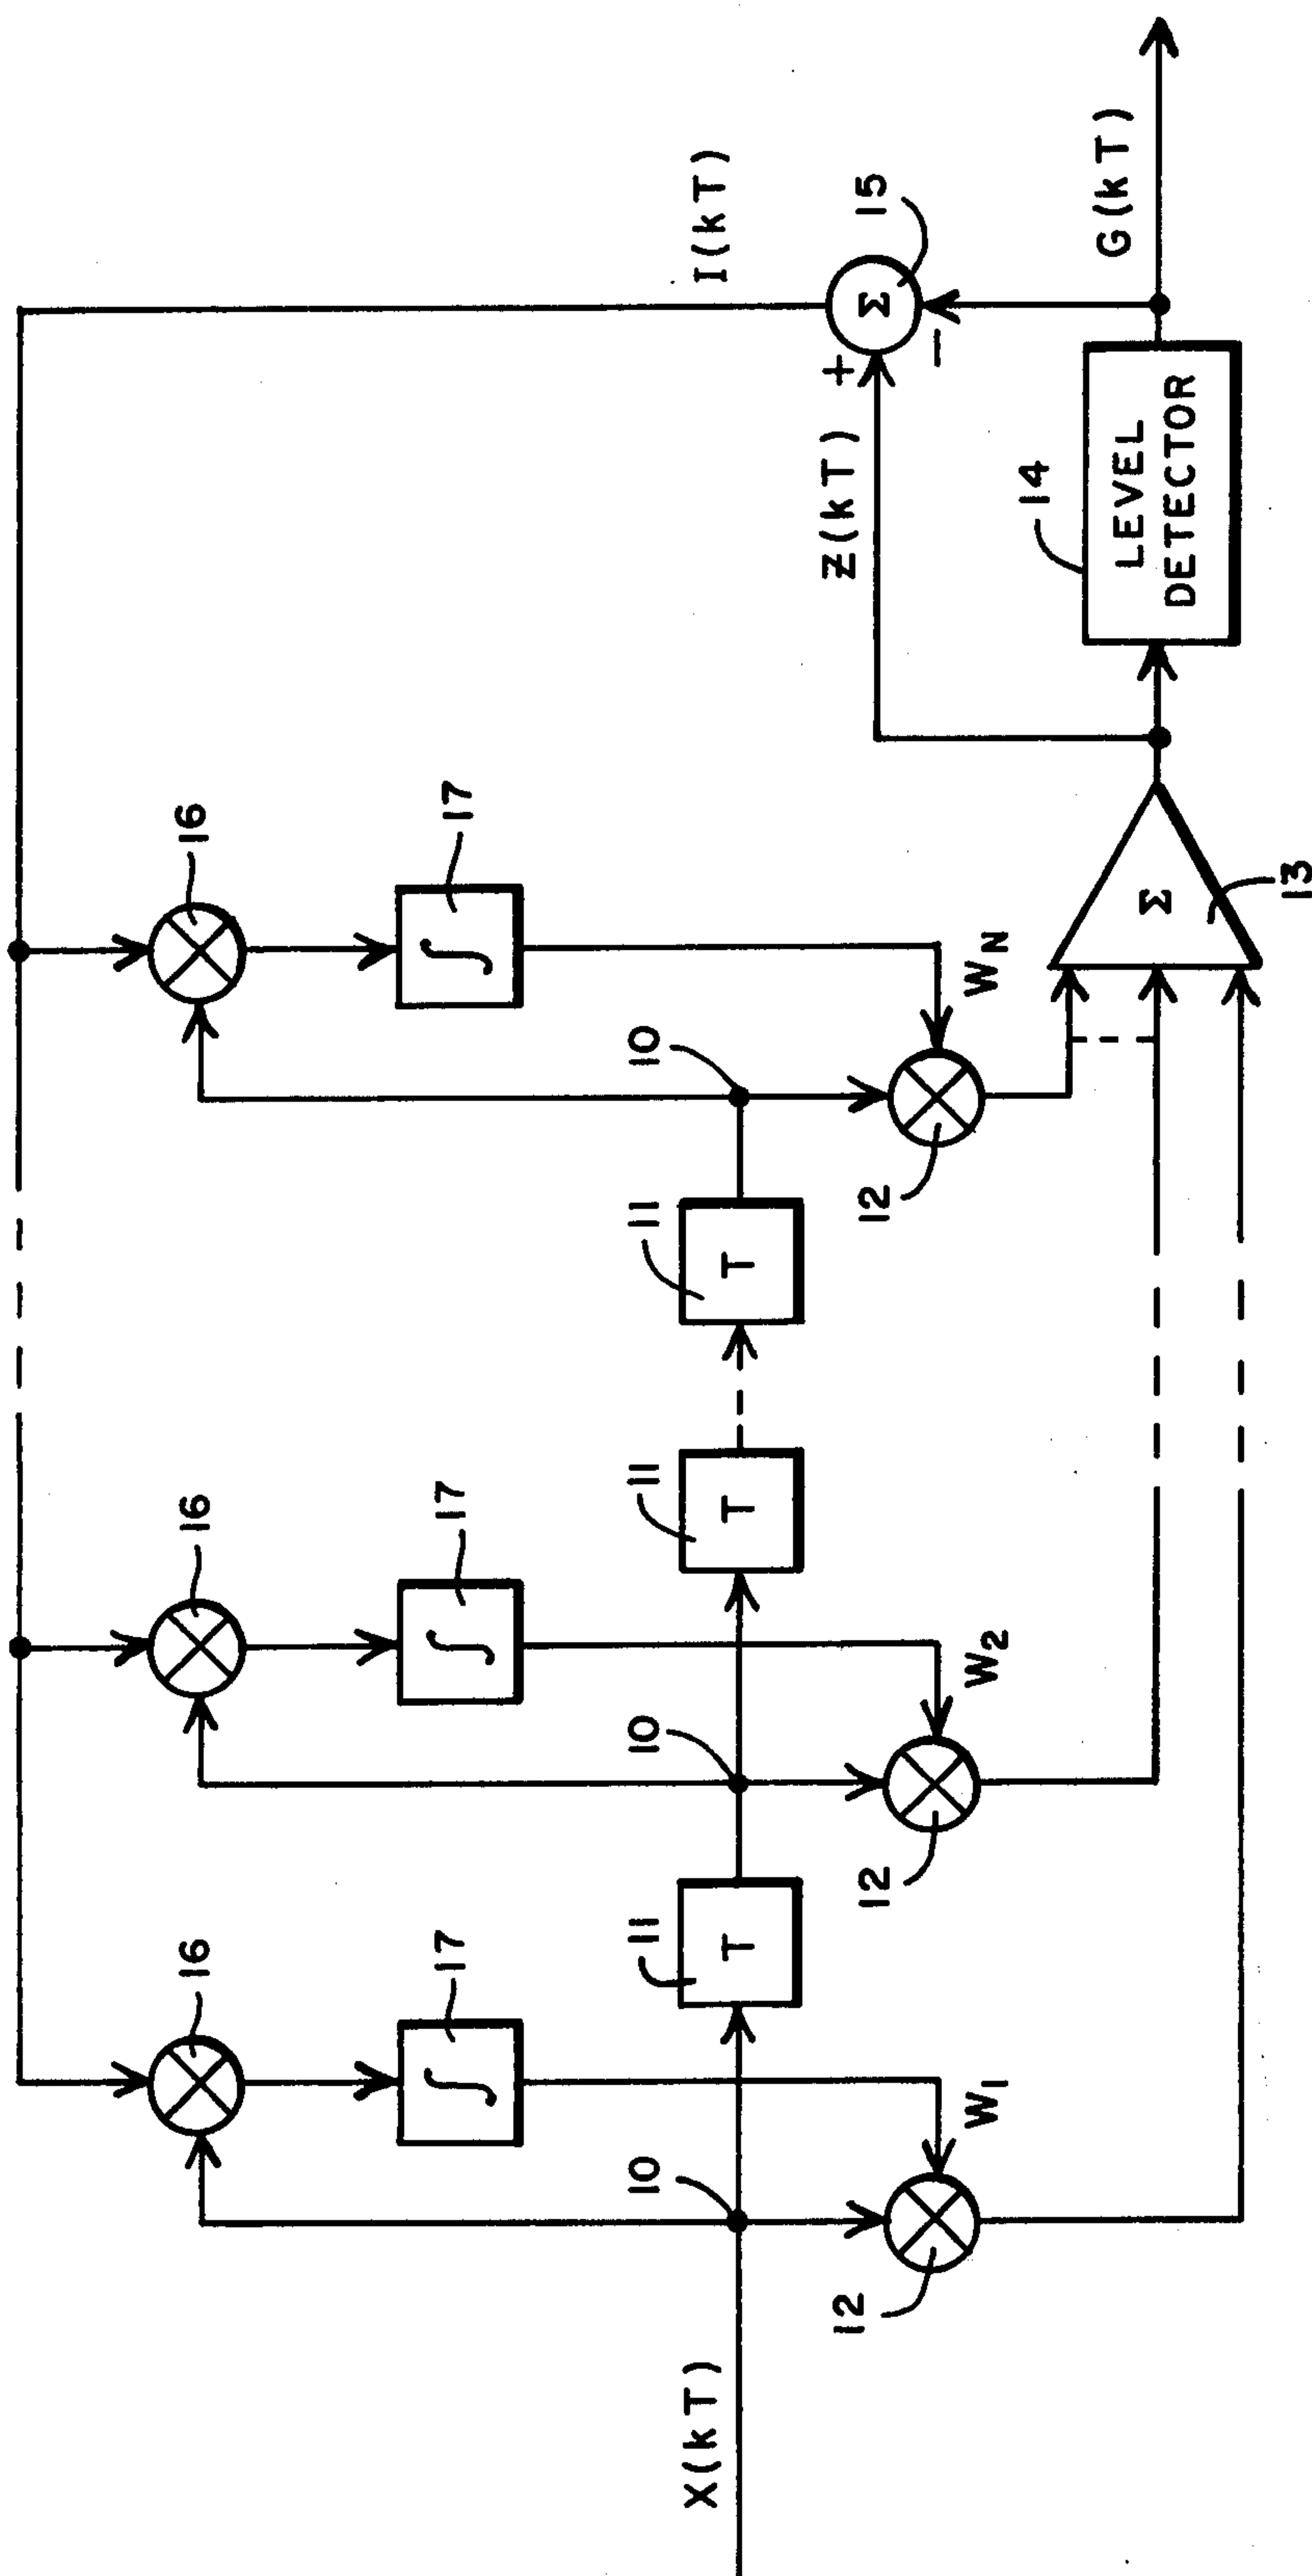 I(kT)
16
16
16
17
17
17
∫
∫
∫
10
10
10
11
11
11
T
T
T
X(kT)
Z(kT)
+
−
Σ
15
W₁
W₂
W_N
12
12
12
14
LEVEL
DETECTOR
G(kT)
Σ
13